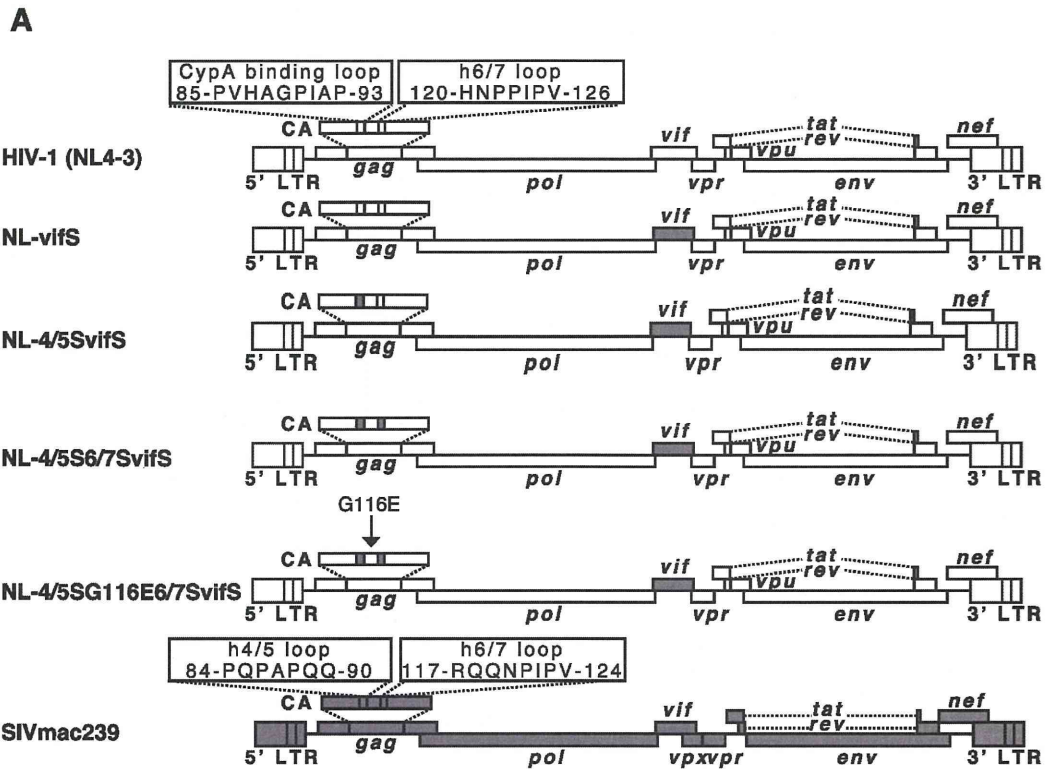 A
CypA binding loop
85-PVHAGPIAP-93
h6/7 loop
120-HNPPIPV-126
HIV-1 (NL4-3)
CA
gag
pol
vif
vpr
vpu
tat
rev
env
nef
5' LTR
3' LTR
NL-vifS
CA
gag
pol
vif
vpr
vpu
tat
rev
env
nef
5' LTR
3' LTR
NL-4/5SvifS
CA
gag
pol
vif
vpr
vpu
tat
rev
env
nef
5' LTR
3' LTR
NL-4/5S6/7SvifS
CA
gag
pol
vif
vpr
vpu
tat
rev
env
nef
5' LTR
3' LTR
G116E
NL-4/5SG116E6/7SvifS
CA
gag
pol
vif
vpr
vpu
tat
rev
env
nef
5' LTR
3' LTR
h4/5 loop
84-PQPAPQQ-90
h6/7 loop
117-RQQNPIPV-124
SIVmac239
CA
gag
pol
vif
vpxvpr
tat
rev
env
nef
5' LTR
3' LTR